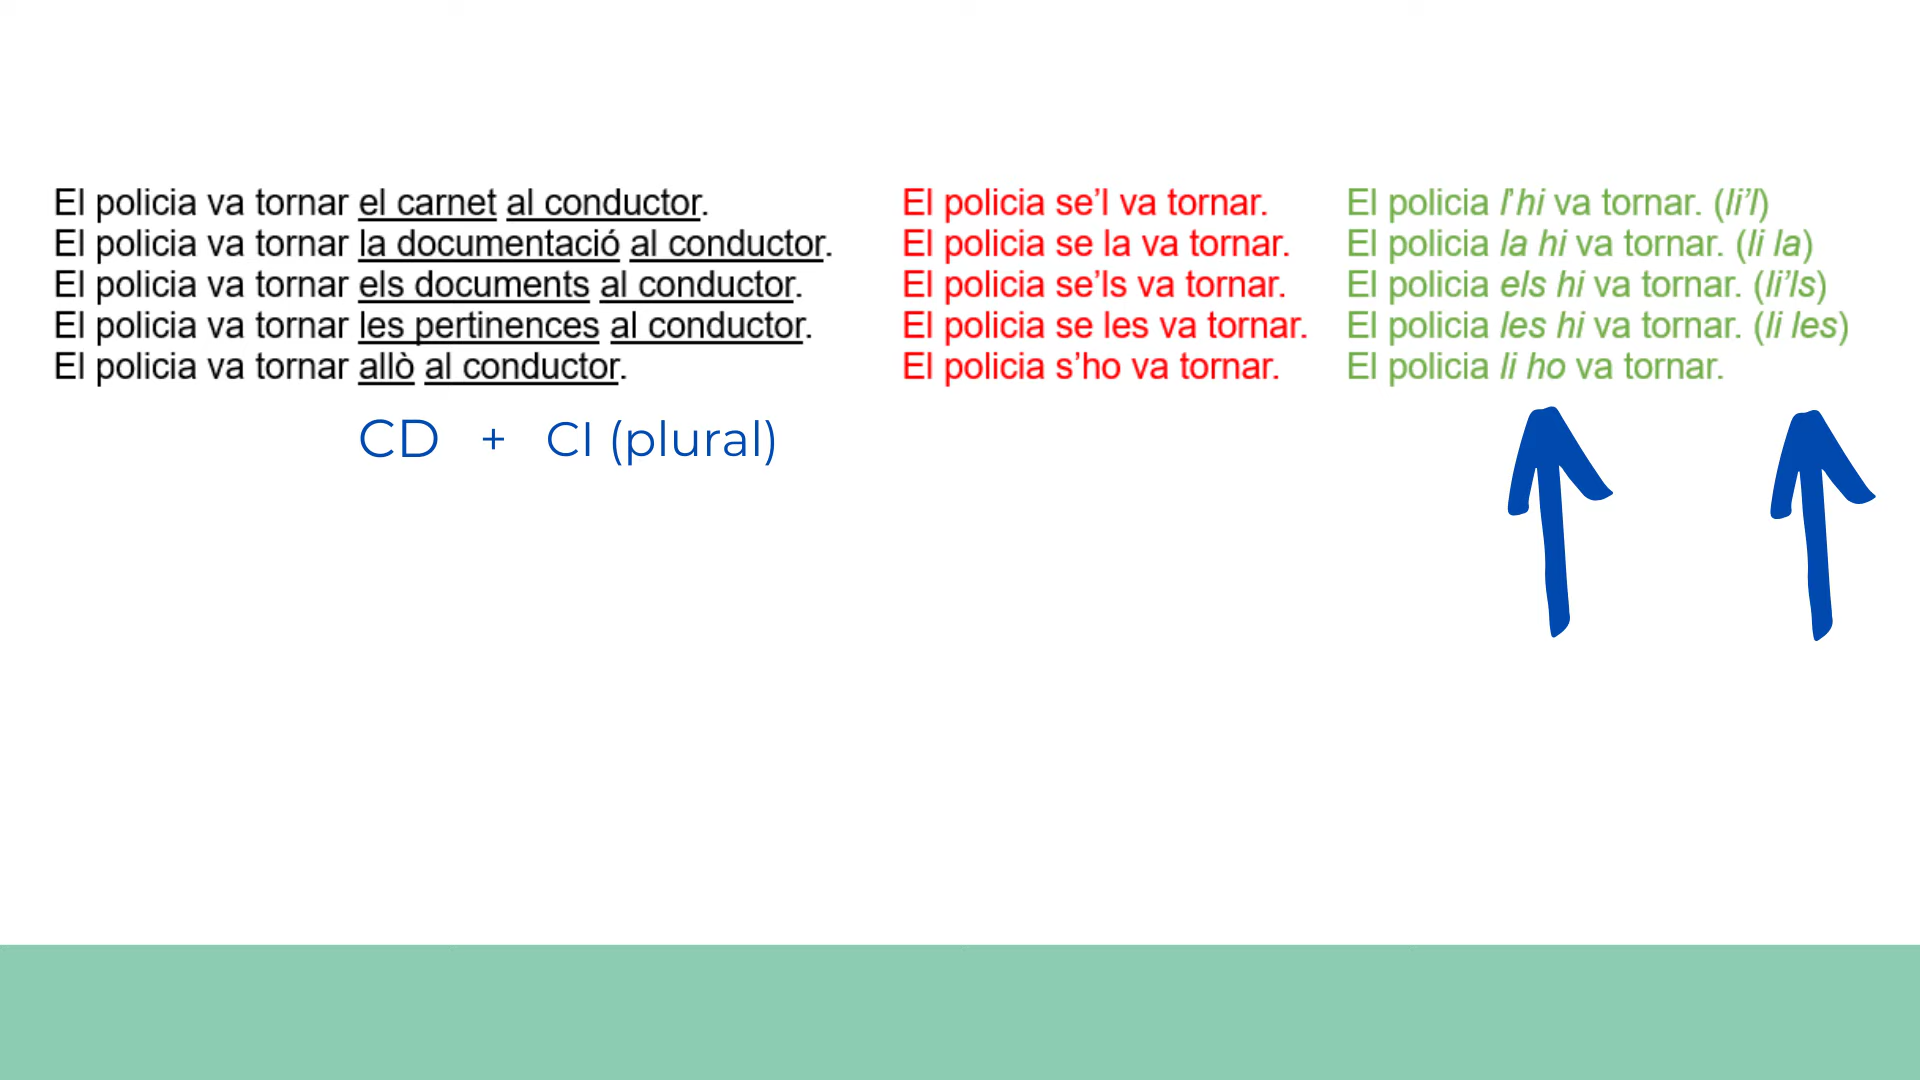 El policia va tornar el carnet al conductor. El policia se'l va tornar. El policia l'hi va tornar. (li'l)
El policia va tornar la documentació al conductor. El policia se la va tornar. El policia la hi va tornar. (li la)
El policia va tornar els documents al conductor. El policia se'ls va tornar. El policia els hi va tornar. (li'ls)
El policia va tornar les pertinences al conductor. El policia se les va tornar. El policia les hi va tornar. (li les)
El policia va tornar allò al conductor. El policia s'ho va tornar. El policia li ho va tornar.
CD + CI (plural)